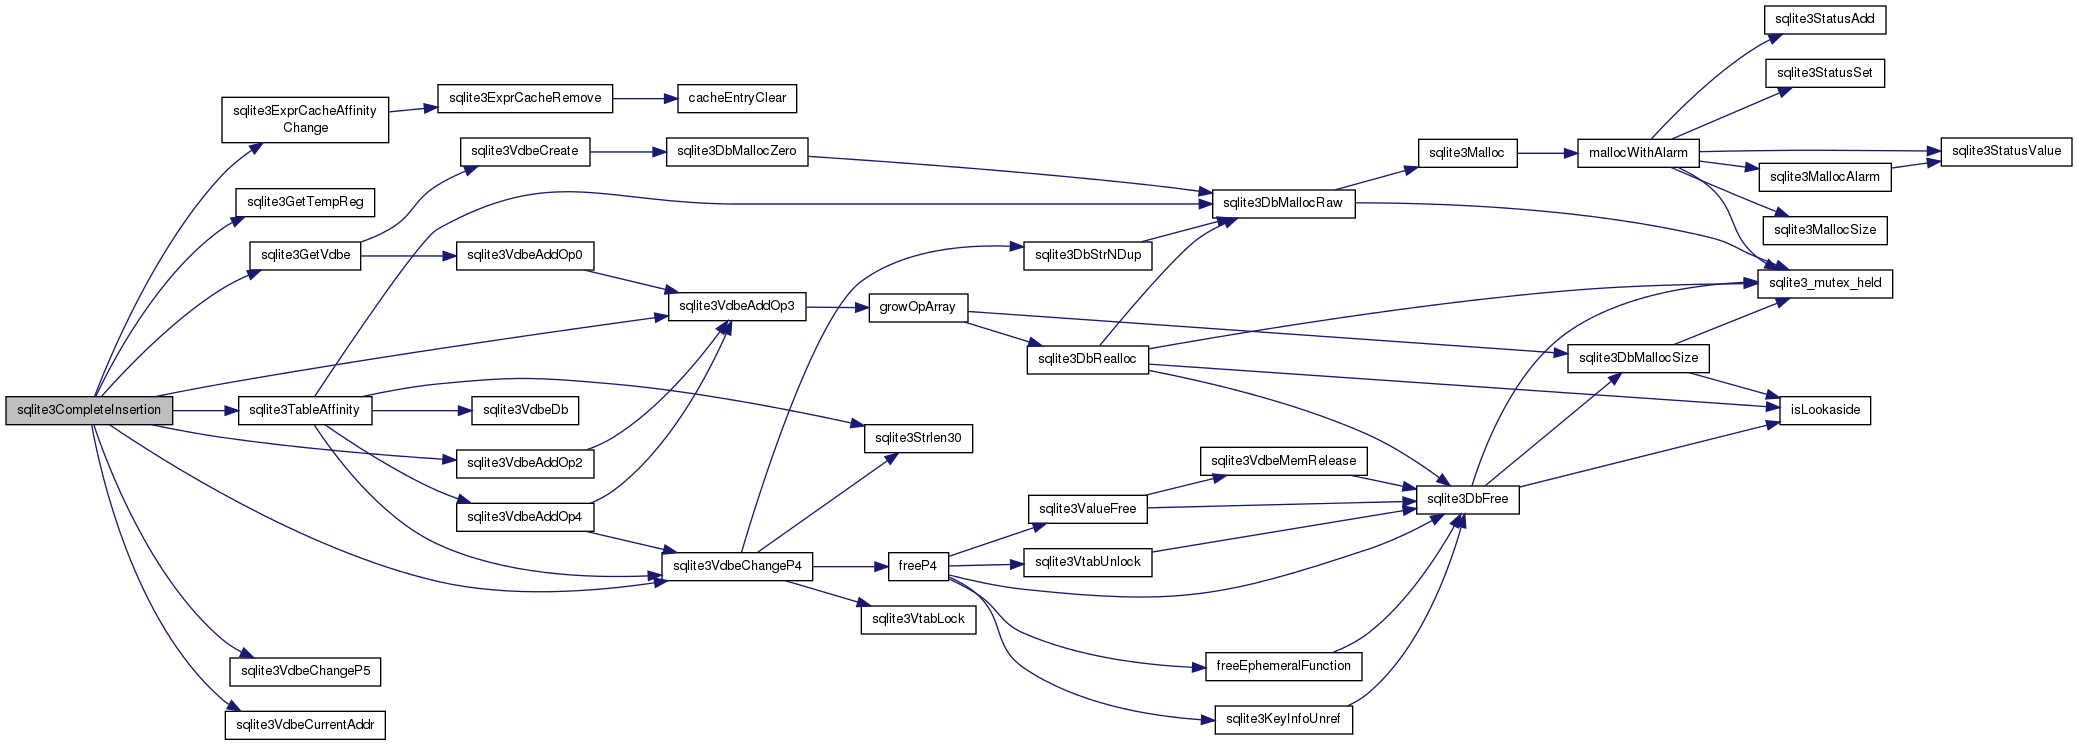 sqlite3CompleteInsertion
sqlite3ExprCacheAffinity
Change
sqlite3GetTempReg
sqlite3GetVdbe
sqlite3TableAffinity
sqlite3VdbeChangeP5
sqlite3VdbeCurrentAddr
sqlite3ExprCacheRemove
sqlite3VdbeCreate
sqlite3VdbeAddOp0
sqlite3VdbeDb
sqlite3VdbeAddOp2
sqlite3VdbeAddOp4
cacheEntryClear
sqlite3DbMallocZero
sqlite3VdbeAddOp3
sqlite3VdbeChangeP4
growOpArray
sqlite3Strlen30
freeP4
sqlite3VtabLock
sqlite3DbStrNDup
sqlite3DbRealloc
sqlite3ValueFree
sqlite3VtabUnlock
sqlite3DbMallocRaw
sqlite3VdbeMemRelease
freeEphemeralFunction
sqlite3KeyInfoUnref
sqlite3Malloc
sqlite3DbFree
mallocWithAlarm
sqlite3DbMallocSize
sqlite3StatusAdd
sqlite3StatusSet
sqlite3MallocAlarm
sqlite3MallocSize
sqlite3_mutex_held
isLookaside
sqlite3StatusValue